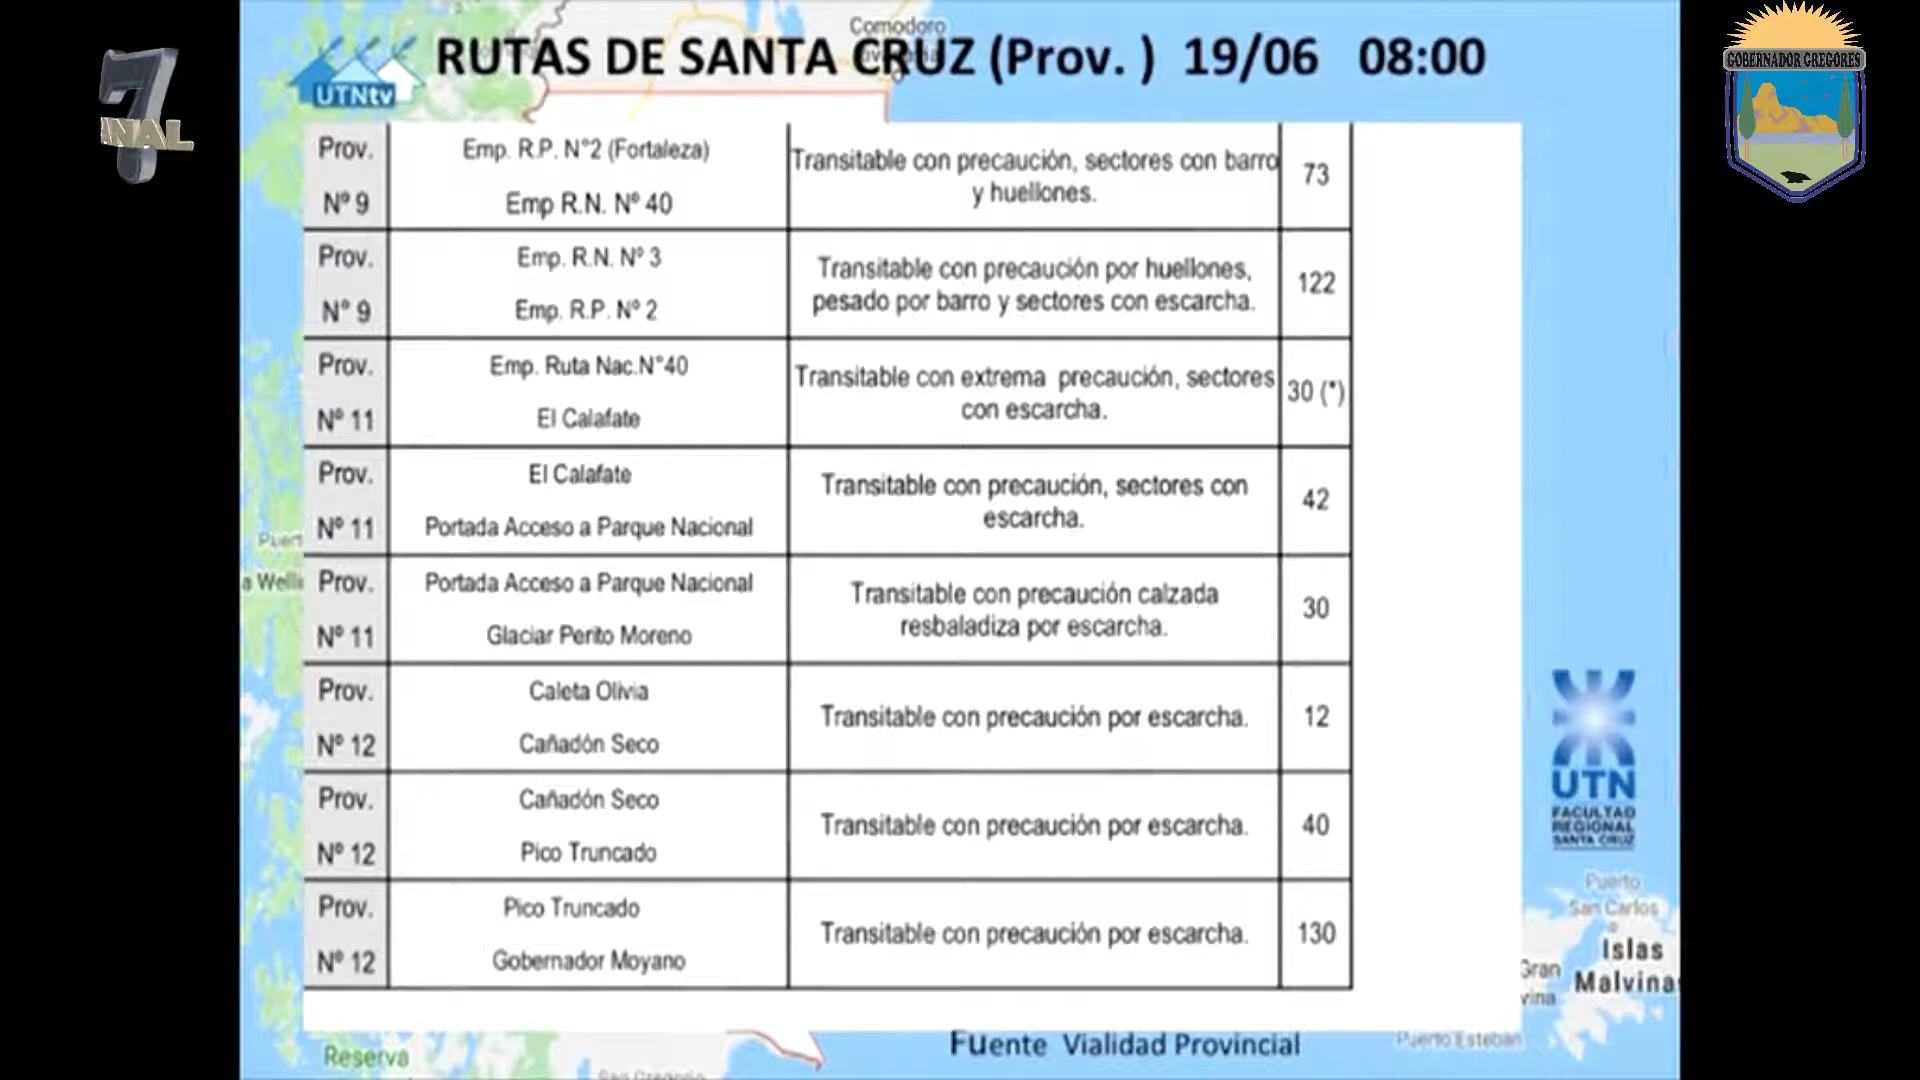 Comodoro
RUTAS DE SANTA CRUZ (Prov. ) 19/06 08:00
UTNtv
GOBERNADOR GREGORES
7
Prov. Nº 9
Emp. R.P. N°2 (Fortaleza)
Emp R.N. Nº 40
Transitable con precaución, sectores con barro
y huellones.
73
Prov.
N° 9
Emp. R.N. Nº 3
Emp. R.P. Nº 2
Transitable con precaución por huellones,
pesado por barro y sectores con escarcha.
122
Prov.
Nº 11
Emp. Ruta Nac.N°40
El Calafate
Transitable con extrema precaución, sectores
con escarcha.
30 (*)
Prov.
Nº 11
El Calafate
Portada Acceso a Parque Nacional
Transitable con precaución, sectores con
escarcha.
42
Prov.
Nº 11
Portada Acceso a Parque Nacional
Glaciar Perito Moreno
Transitable con precaución calzada
resbaladiza por escarcha.
30
Prov.
Nº 12
Caleta Olivia
Cañadón Seco
Transitable con precaución por escarcha.
12
Prov.
Nº 12
Cañadón Seco
Pico Truncado
Transitable con precaución por escarcha.
40
Prov.
Nº 12
Pico Truncado
Gobernador Moyano
Transitable con precaución por escarcha.
130
UTN
FACULTAD
REGIONAL
SANTA CRUZ
Puerto
San Carlos
Islas
Gran
Fuente Vialidad Provincial
Puerto Esteban
Reserva